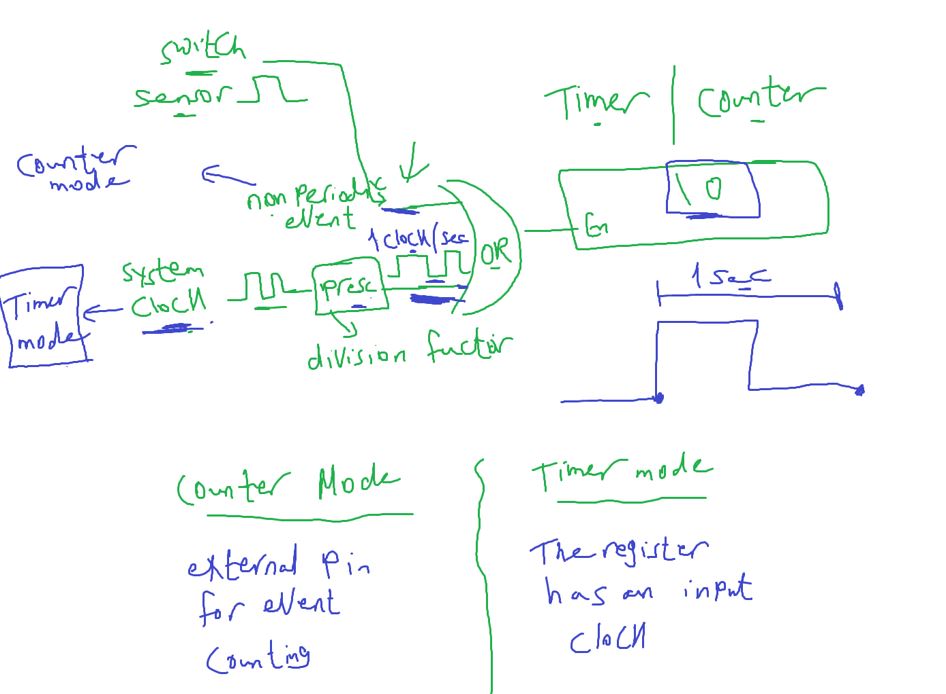 switch
sensor
Timer | Counter
Counter
mode
non periodic
event
1 0
En
1 clock/sec
OR
system
Clock
presc
Timer
mode
1 sec
division factor
Counter Mode
Timer mode
external Pin
for event
Counting
The register
has an input
clock